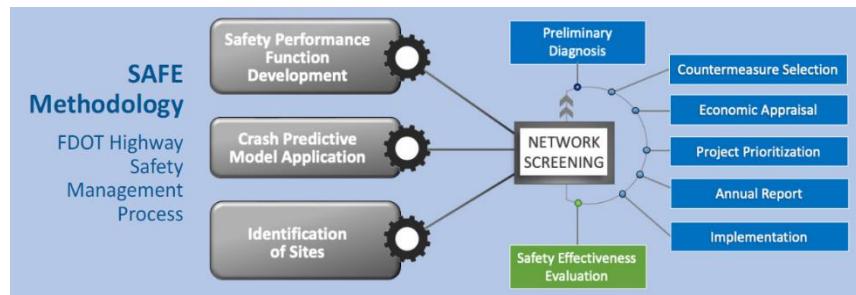 SAFE
Methodology
FDOT Highway
Safety
Management
Process
Safety Performance
Function
Development
Crash Predictive
Model Application
Identification
of Sites
NETWORK
SCREENING
Preliminary
Diagnosis
Countermeasure Selection
Economic Appraisal
Project Prioritization
Annual Report
Implementation
Safety Effectiveness
Evaluation